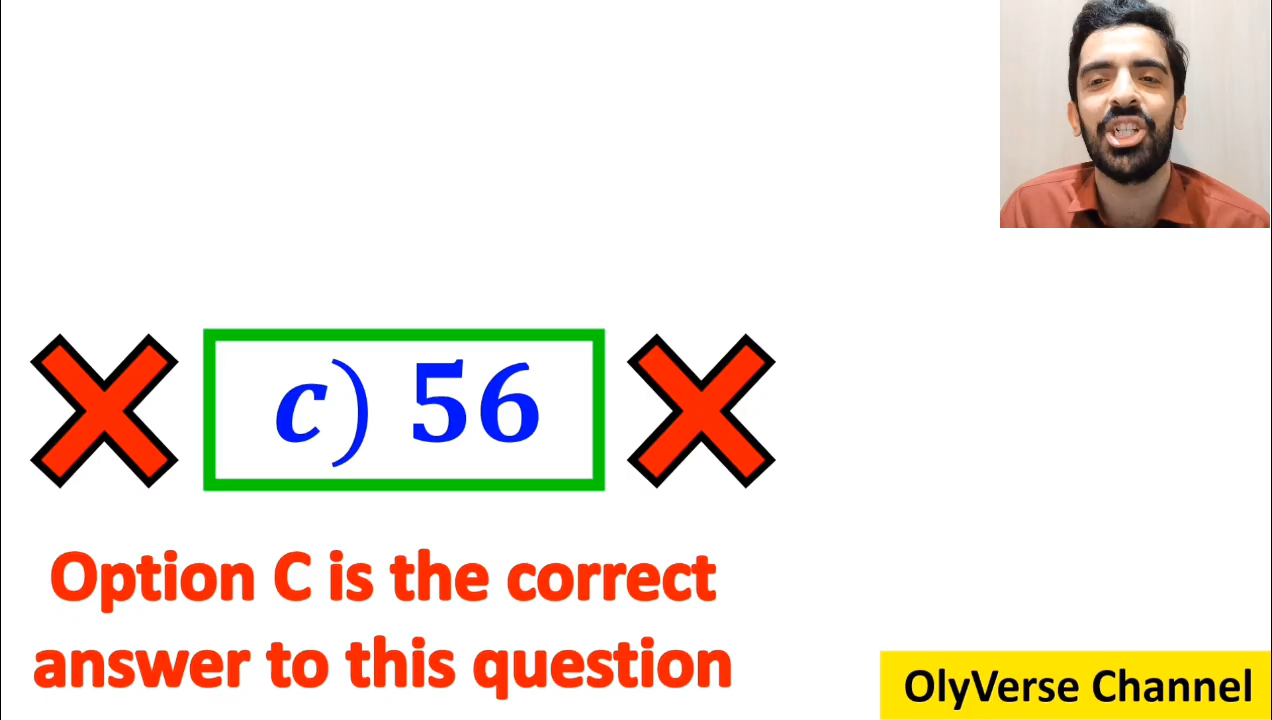 c) 56
Option C is the correct
answer to this question
OlyVerse Channel